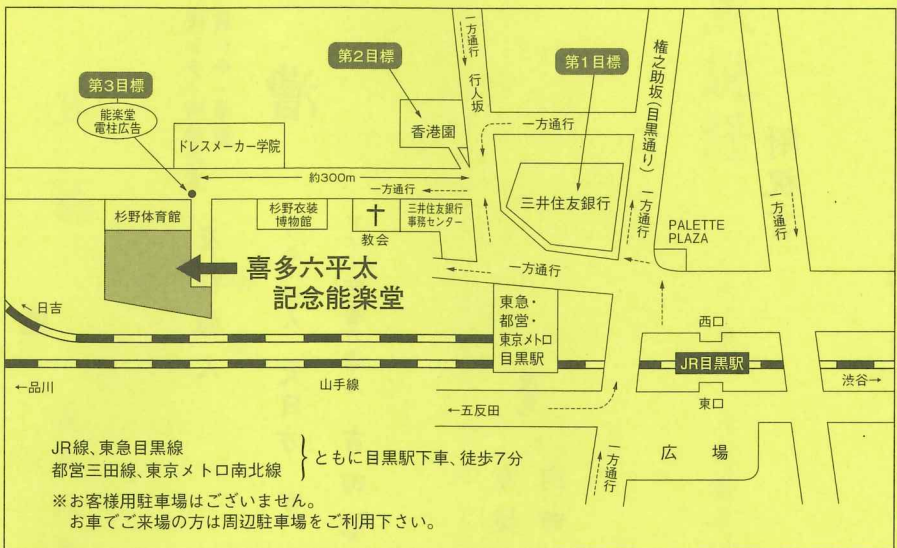 第3目標
能楽堂
電柱広告
ドレスメーカー学院
第2目標
香港園
一方通行
行人坂
第1目標
一方通行
三井住友銀行
権之助坂(目黒通り)
一方通行
一方通行
PALETTE
PLAZA
約300m
一方通行
杉野体育館
杉野衣装
博物館
教会
三井住友銀行
事務センター
一方通行
喜多六平太
記念能楽堂
←日吉
東急・
都営・
東京メトロ
目黒駅
西口
JR目黒駅
東口
←品川
山手線
渋谷→
←五反田
一方通行
広場
JR線、東急目黒線
都営三田線、東京メトロ南北線
ともに目黒駅下車、徒歩7分
※お客様用駐車場はございません。
お車でご来場の方は周辺駐車場をご利用下さい。